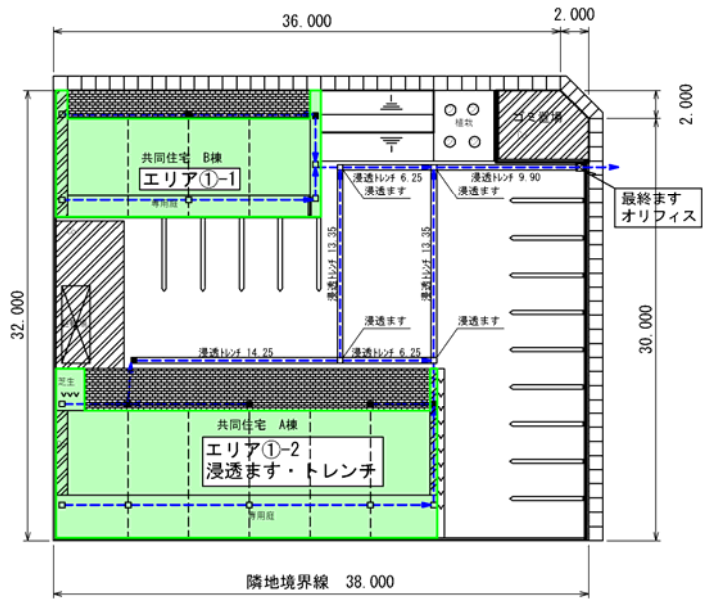 36.000
2.000
2.000
植栽
ゴミ置場
共同住宅 B棟
エリア①-1
専用庭
浸透トレンチ 6.25
浸透トレンチ 9.90
浸透ます
浸透ます
最終ます
オリフィス
浸透トレンチ 13.35
浸透トレンチ 13.35
32.000
30.000
浸透ます
浸透ます
浸透トレンチ 14.25
浸透トレンチ 6.25
芝生
共同住宅 A棟
エリア①-2
浸透ます・トレンチ
専用庭
隣地境界線 38.000